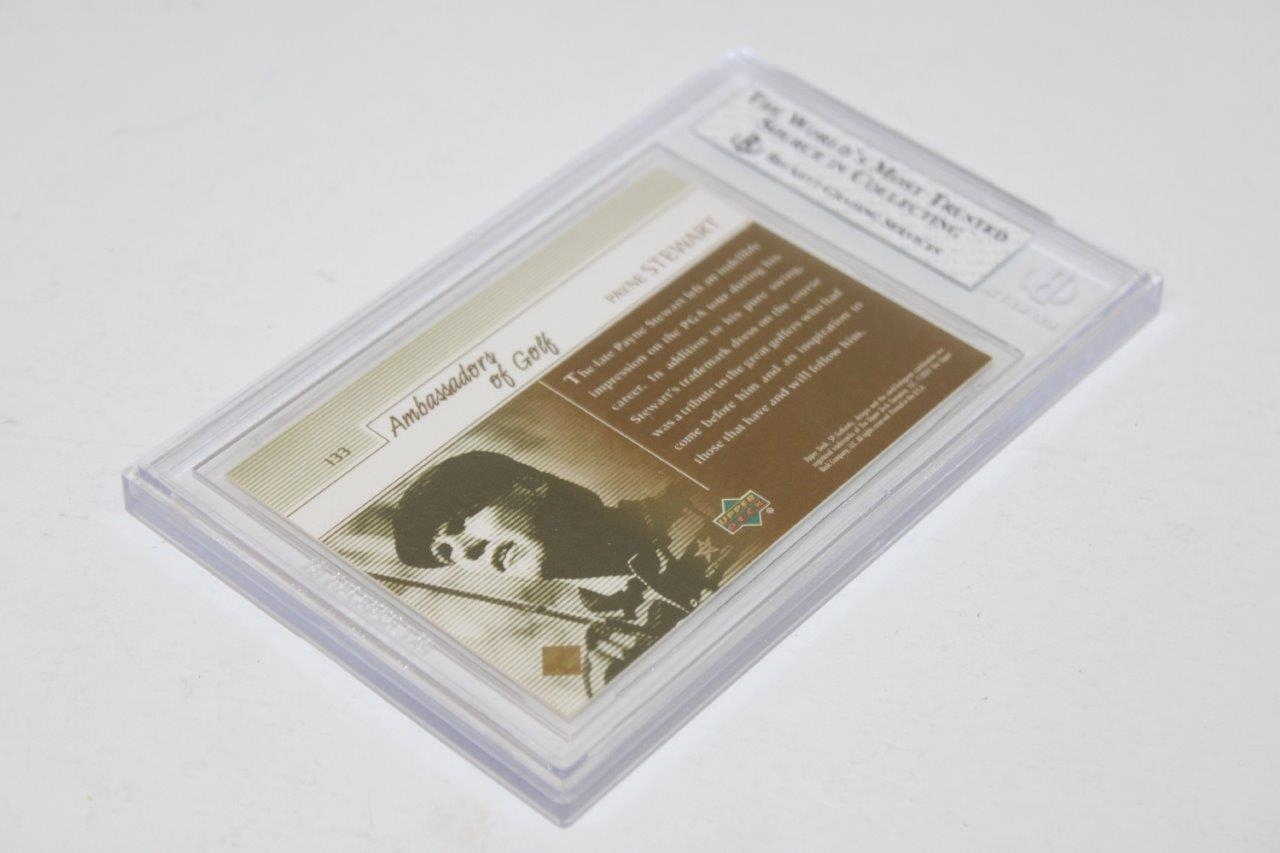 THE WORLD'S MOST TRUSTED
SOURCE IN COLLECTING
BECKETT GRADING SERVICES
133
Ambassadors
of Golf
PAYNE STEWART
The late Payne Stewart left an indelible
impression on the PGA tour during his
career. In addition to his pure swing,
Stewart's trademark dress on the course
was a tribute to the great golfers who had
come before him and an inspiration to
those that have and will follow him.
UPPER
DECK
®